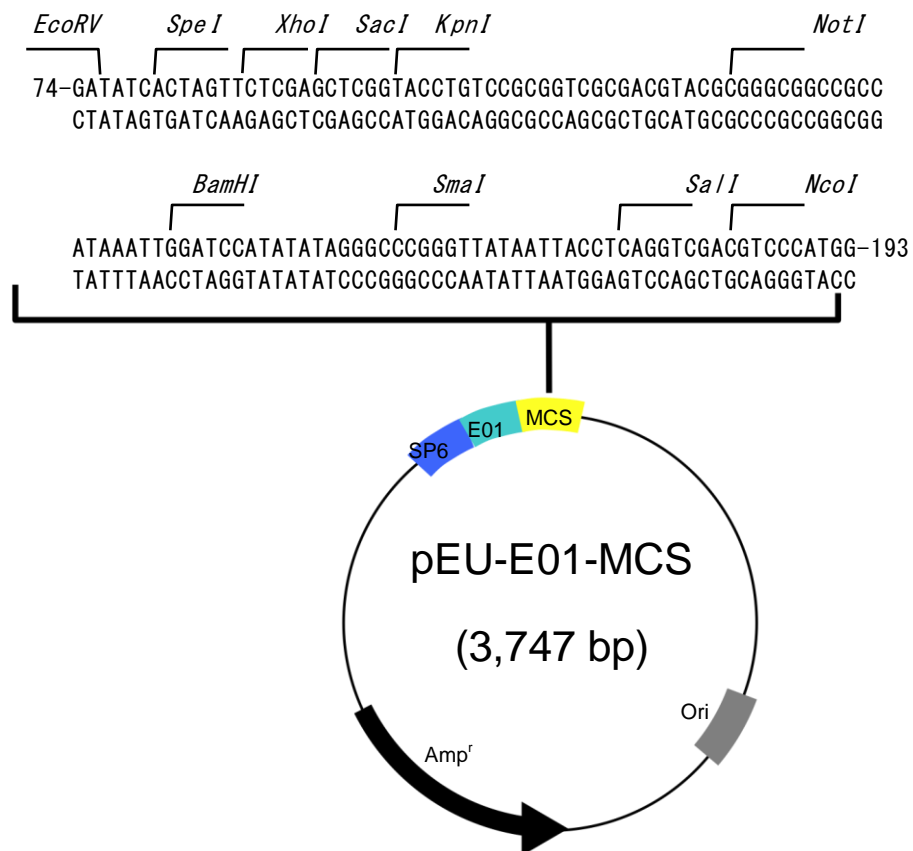 EcoRV SpeI XhoI SacI KpnI NotI
74-GATATCACTAGTTCTCGAGCTCGGTACCTGTCCGCGGTCGCGACGTACGCGGGCGGCCGCC
CTATAGTGATCAAGAGCTCGAGCCATGGACAGGCGCCAGCGCTGCATGCGCCCGCCGGCGG
BamHI SmaI SalI NcoI
ATAAATTGGATCCATATATAGGGCCCGGGTTATAATTACCTCAGGTCGACGTCCCATGG-193
TATTTAACCTAGGTATATATCCCGGGCCCAATATTAATGGAGTCCAGCTGCAGGGTACC
SP6 E01 MCS
pEU-E01-MCS
(3,747 bp)
Ori
Ampʳ